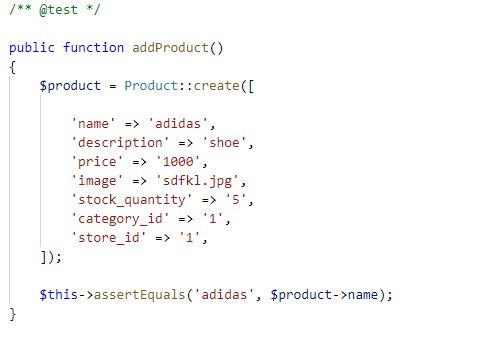 /** @test */
public function addProduct()
{
$product = Product::create([
'name' => 'adidas',
'description' => 'shoe',
'price' => '1000',
'image' => 'sdfkl.jpg',
'stock_quantity' => '5',
'category_id' => '1',
'store_id' => '1',
]);
$this->assertEquals('adidas', $product->name);
}